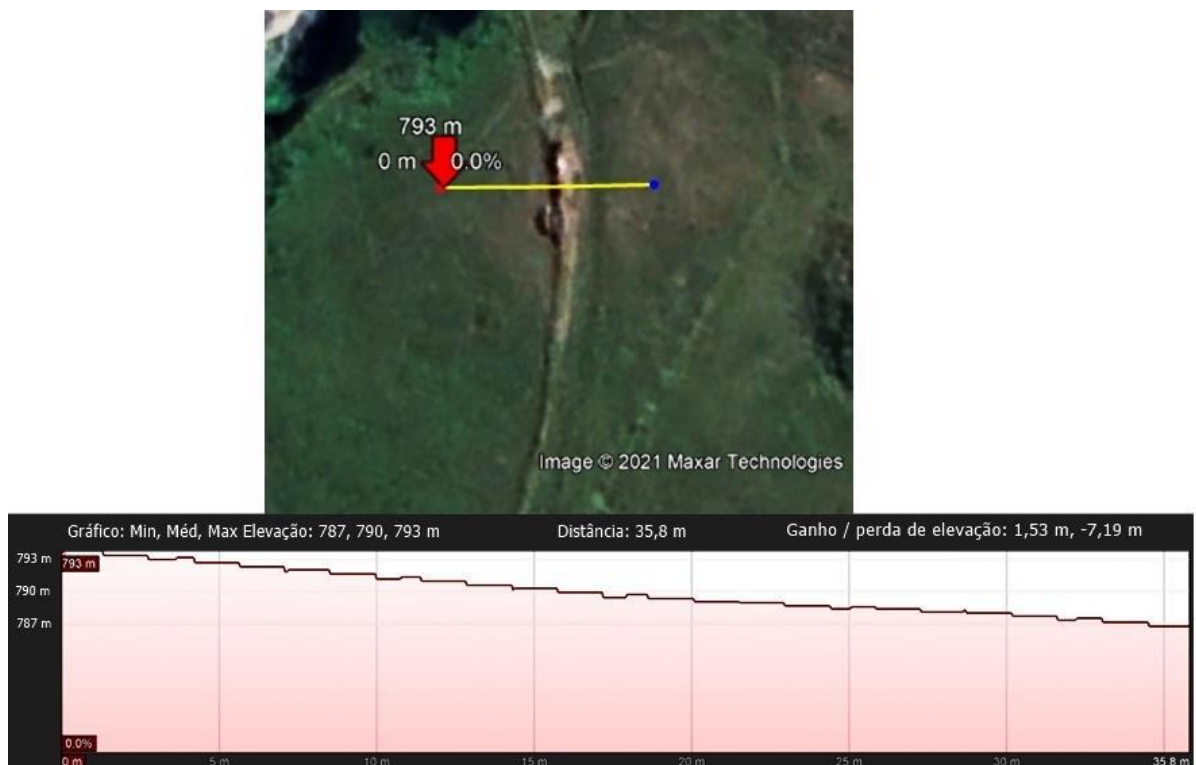 793 m
0 m 0.0%
Image © 2021 Maxar Technologies
Gráfico: Min, Méd, Max Elevação: 787, 790, 793 m Distância: 35,8 m Ganho / perda de elevação: 1,53 m, -7,19 m
793 m
793 m
790 m
787 m
0.0%
0 m 5 m 10 m 15 m 20 m 25 m 30 m 35.8 m